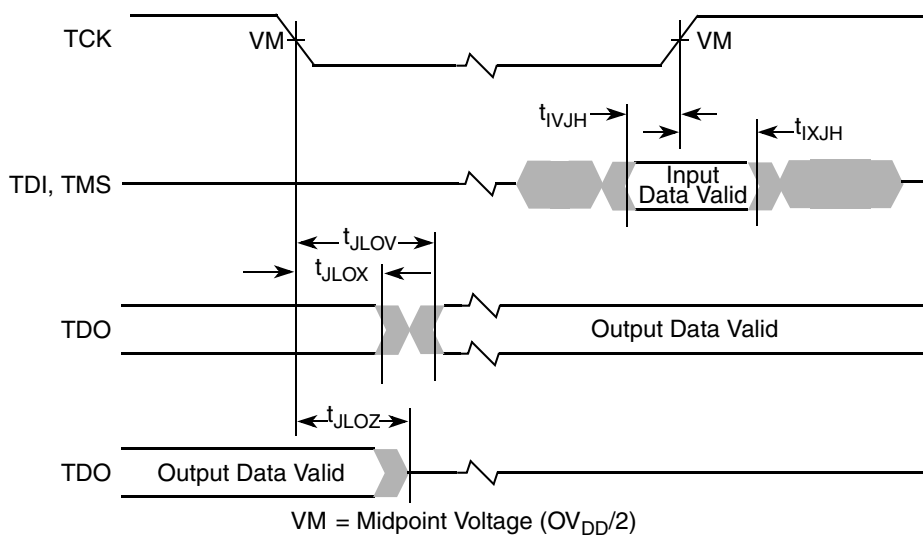 TCK
VM
VM
tIVJH
tIXJH
TDI, TMS
Input
Data Valid
tJLOV
tJLOX
TDO
Output Data Valid
tJLOZ
TDO
Output Data Valid
VM = Midpoint Voltage (OVDD/2)